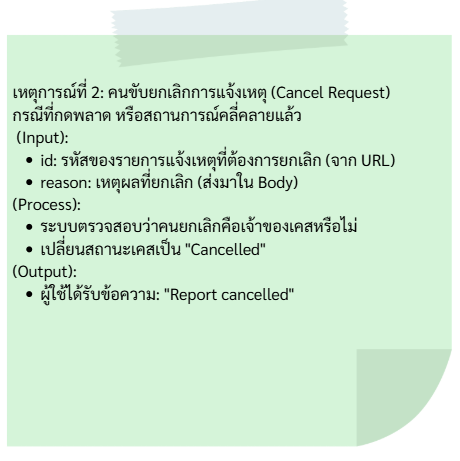 เหตุการณ์ที่ 2: คนขับยกเลิกการแจ้งเหตุ (Cancel Request)
กรณีที่กดพลาด หรือสถานการณ์คลี่คลายแล้ว
(Input):
• id: รหัสของรายการแจ้งเหตุที่ต้องการยกเลิก (จาก URL)
• reason: เหตุผลที่ยกเลิก (ส่งมาใน Body)
(Process):
• ระบบตรวจสอบว่าคนยกเลิกคือเจ้าของเคสหรือไม่
• เปลี่ยนสถานะเคสเป็น "Cancelled"
(Output):
• ผู้ใช้ได้รับข้อความ: "Report cancelled"